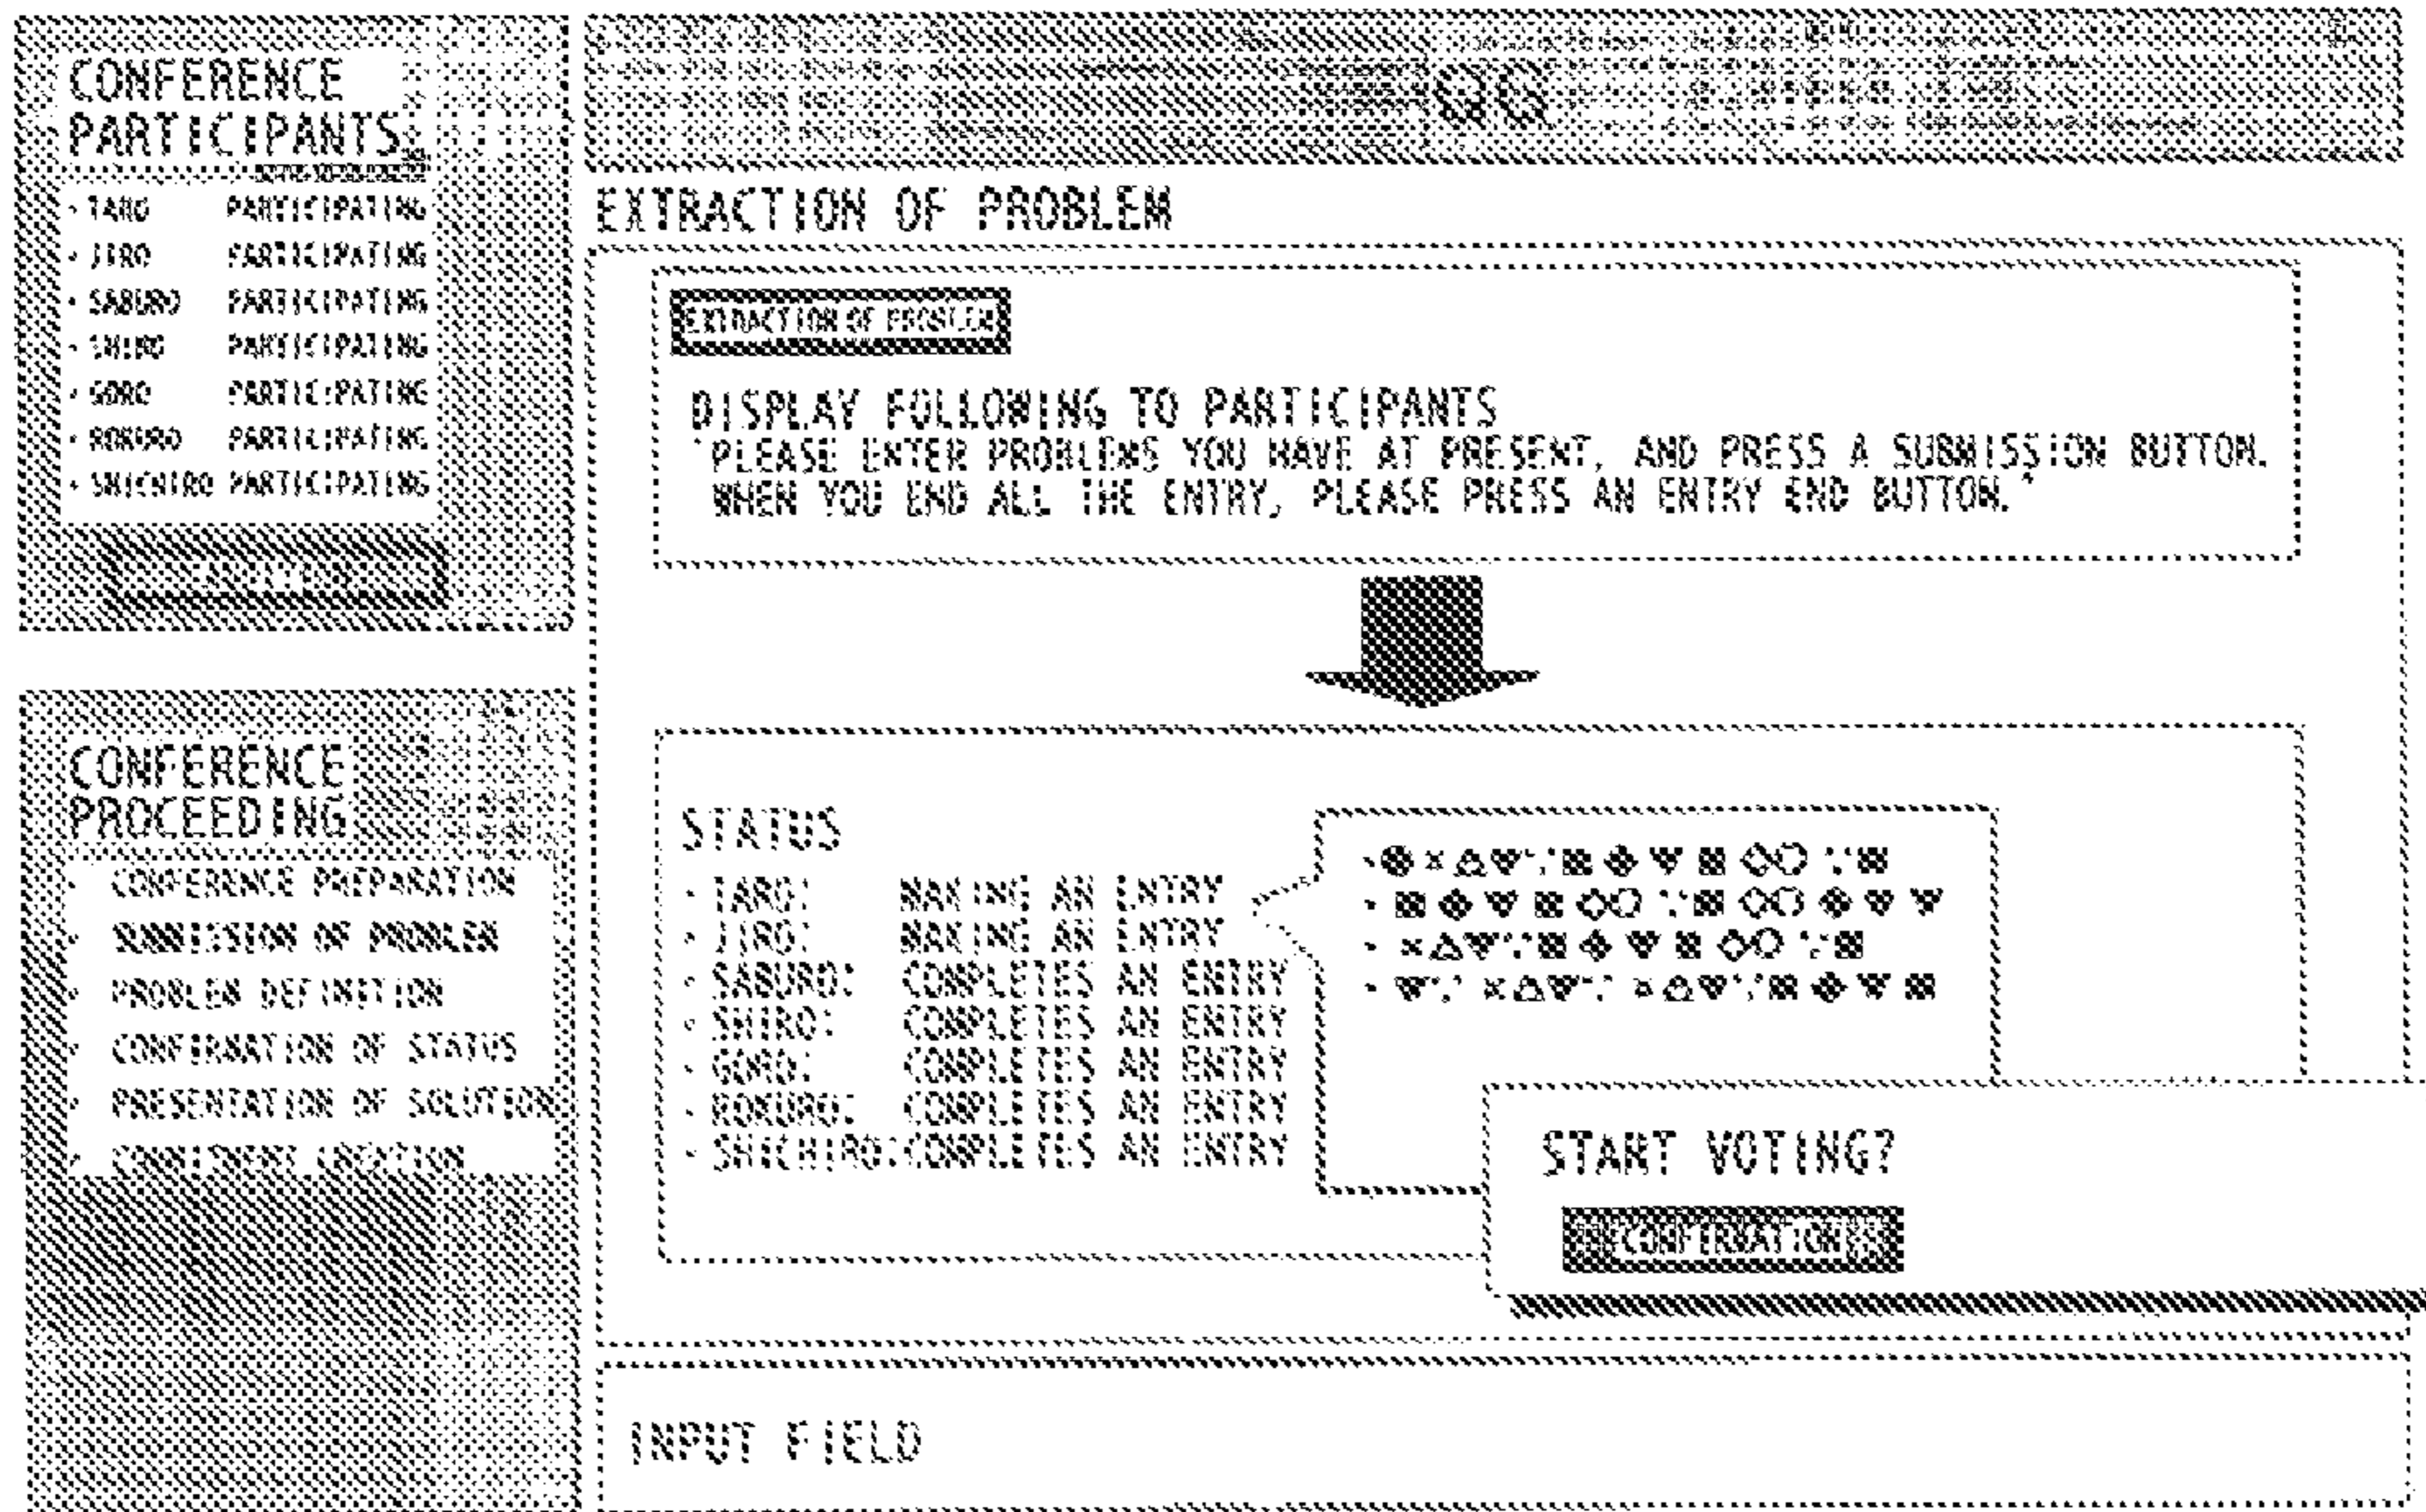 CONFERENCE
PARTICIPANTS
· TARO PARTICIPATING
· JIRO PARTICIPATING
· SABURO PARTICIPATING
· SHIRO PARTICIPATING
· GORO PARTICIPATING
· ROKURO PARTICIPATING
· SHICHIRO PARTICIPATING
CONFERENCE
PROCEEDING
· CONFERENCE PREPARATION
· SUBMISSION OF PROBLEM
· PROBLEM DEFINITION
· CONFIRMATION OF STATUS
· PRESENTATION OF SOLUTION
· COMMITMENT CREATION
QG
EXTRACTION OF PROBLEM
EXTRACTION OF PROBLEM
DISPLAY FOLLOWING TO PARTICIPANTS
"PLEASE ENTER PROBLEMS YOU HAVE AT PRESENT, AND PRESS A SUBMISSION BUTTON.
WHEN YOU END ALL THE ENTRY, PLEASE PRESS AN ENTRY END BUTTON."
STATUS
· TARO: MAKING AN ENTRY
· JIRO: MAKING AN ENTRY
· SABURO: COMPLETES AN ENTRY
· SHIRO: COMPLETES AN ENTRY
· GORO: COMPLETES AN ENTRY
· ROKURO: COMPLETES AN ENTRY
· SHICHIRO: COMPLETES AN ENTRY
START VOTING?
CONFIRMATION
INPUT FIELD